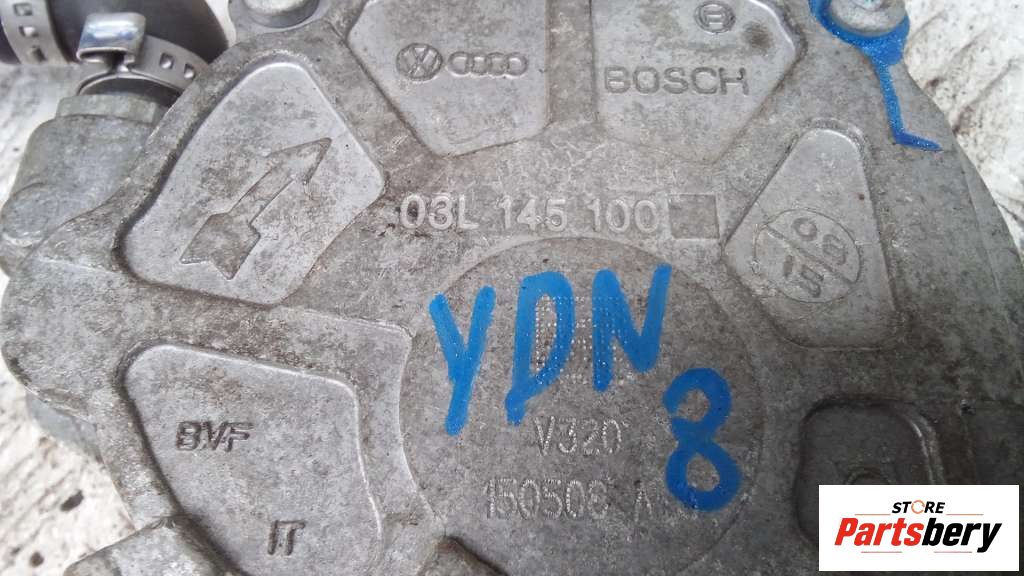 BOSCH
03L 145 100
08
15
YDN
V320
8
BVF
150508 A
IT
STORE
Partsbery